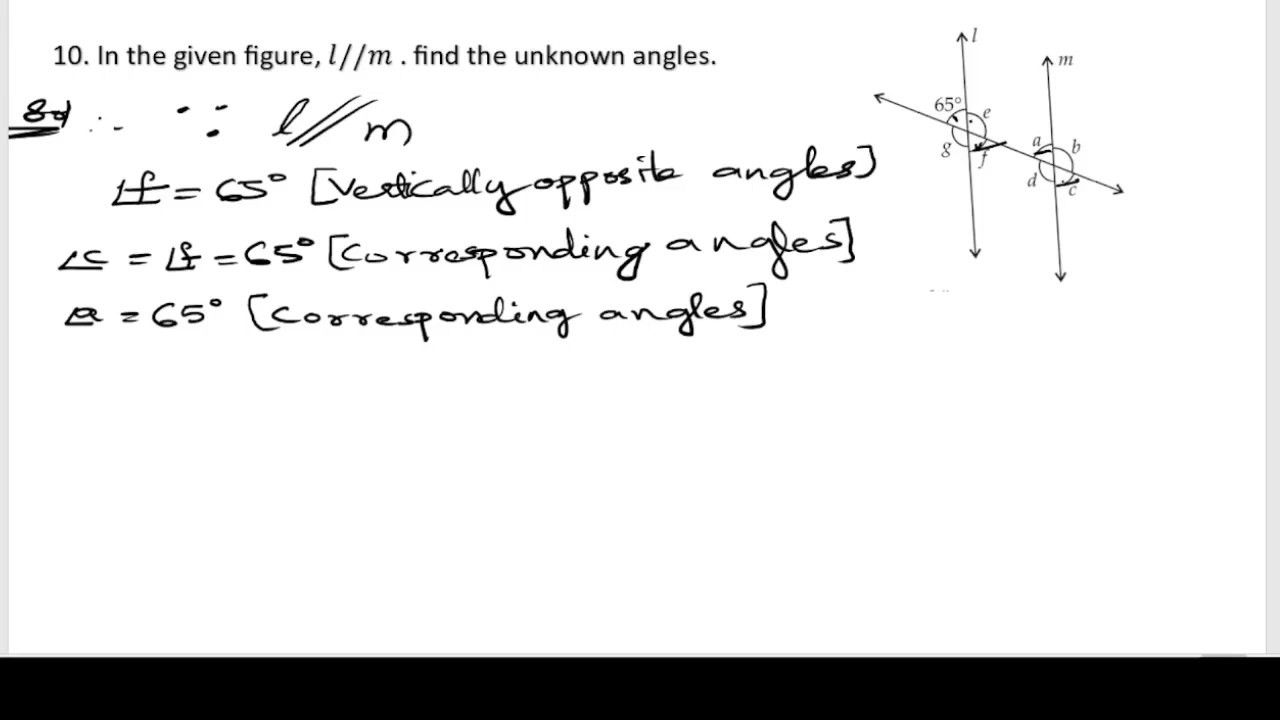 10. In the given figure, l//m . find the unknown angles.
Sol
∵ l//m
∠f = 65° [Vertically opposite angles]
∠c = ∠f = 65° [Corresponding angles]
∠a = 65° [Corresponding angles]
l
m
65°
e
g
f
a
b
d
c